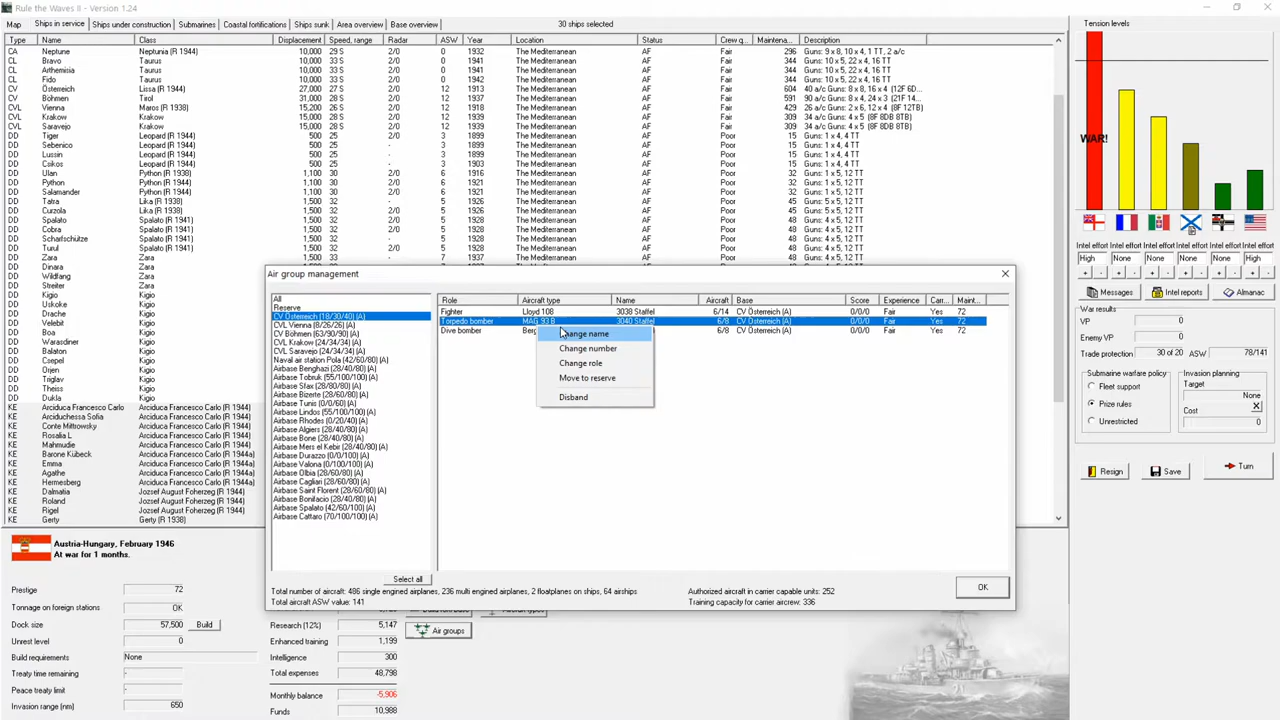 Rule the Waves II - Version 1.24
Map Ships in service Ships under construction Submarines Coastal fortifications Ships sunk Area overview Base overview 30 ships selected
Type Name Class Displacement Speed, range Radar ASW Year Location Status Crew q... Maintena... Description
CA Neptune Neptunia (R 1944) 10,000 29 S 2/0 0 1932 The Mediterranean AF Fair 296 Guns: 9 x 8, 10 x 4, 1 TT, 2 a/c
CL Bravo Taurus 10,000 33 S 2/0 0 1941 The Mediterranean AF Fair 344 Guns: 10 x 5, 22 x 4, 16 TT
CL Arthemisia Taurus 10,000 33 S 2/0 0 1941 The Mediterranean AF Fair 344 Guns: 10 x 5, 22 x 4, 16 TT
CL Fido Taurus 10,000 33 S 2/0 0 1942 The Mediterranean AF Fair 344 Guns: 10 x 5, 22 x 4, 16 TT
CV Österreich Lissa (R 1944) 27,000 27 S 2/0 12 1913 The Mediterranean AF Fair 604 40 a/c Guns: 8 x 8, 16 x 4 (12F 6D...
CV Böhmen Tirol 31,000 28 S 2/0 12 1937 The Mediterranean AF Fair 591 90 a/c Guns: 8 x 4, 24 x 3 (21F 14...
CVL Vienna Maros (R 1938) 15,200 26 S 2/0 12 1918 The Mediterranean AF Fair 429 26 a/c Guns: 2 x 6, 12 x 4 (8F 12TB)
CVL Krakow Krakow 15,000 28 S 2/0 12 1939 The Mediterranean AF Fair 309 34 a/c Guns: 4 x 5 (8F 8DB 8TB)
CVL Saravejo Krakow 15,000 28 S 2/0 12 1939 The Mediterranean AF Fair 309 34 a/c Guns: 4 x 5 (8F 8DB 8TB)
DD Tiger Leopard (R 1944) 500 25 S - 3 1899 The Mediterranean AF Poor 15 Guns: 1 x 4, 4 TT
DD Sebenico Leopard (R 1944) 500 25 S - 3 1899 The Mediterranean AF Poor 15 Guns: 1 x 4, 4 TT
DD Lussin Leopard (R 1944) 500 25 S - 3 1899 The Mediterranean AF Poor 15 Guns: 1 x 4, 4 TT
DD Csikos Leopard (R 1944) 500 25 S - 3 1903 The Mediterranean AF Poor 15 Guns: 1 x 4, 4 TT
DD Ulan Python (R 1938) 1,100 30 S 2/0 6 1916 The Mediterranean AF Poor 32 Guns: 1 x 5, 12 TT
DD Python Python (R 1938) 1,100 30 S 2/0 6 1921 The Mediterranean AF Poor 32 Guns: 1 x 5, 12 TT
DD Salamander Python (R 1938) 1,100 30 S 2/0 6 1921 The Mediterranean AF Poor 32 Guns: 1 x 5, 12 TT
DD Tatra Lika (R 1938) 1,500 32 S 2/0 5 1926 The Mediterranean AF Poor 45 Guns: 3 x 5, 12 TT
DD Curzola Lika (R 1938) 1,500 32 S 2/0 5 1928 The Mediterranean AF Poor 45 Guns: 3 x 5, 12 TT
DD Spalato Spalato (R 1941) 1,500 32 S 2/0 5 1928 The Mediterranean AF Poor 48 Guns: 4 x 5, 12 TT
DD Cobra Spalato (R 1941) 1,500 32 S 2/0 5 1928 The Mediterranean AF Poor 48 Guns: 4 x 5, 12 TT
DD Scharfschütze Spalato (R 1941) 1,500 32 S 2/0 5 1928 The Mediterranean AF Poor 48 Guns: 4 x 5, 12 TT
DD Turul Spalato (R 1941) 1,500 32 S 2/0 5 1928 The Mediterranean AF Poor 48 Guns: 4 x 5, 12 TT
DD Zara Zara
DD Dinara Zara
DD Wildfang Zara
DD Streiter Zara
DD Kigio Kigio
DD Uskoke Kigio
DD Drache Kigio
DD Velebit Kigio
DD Boa Kigio
DD Warasdiner Kigio
DD Balaton Kigio
DD Csepel Kigio
DD Orjen Kigio
DD Triglav Kigio
DD Theiss Kigio
DD Dukla Kigio
KE Arciduca Francesco Carlo Arciduca Francesco Carlo (R 1944)
KE Arciduchessa Sofia Arciduca Francesco Carlo (R 1944)
KE Conte Mittrowsky Arciduca Francesco Carlo (R 1944)
KE Rosalia L Arciduca Francesco Carlo (R 1944)
KE Mahmudie Arciduca Francesco Carlo (R 1944)
KE Barone Kübeck Arciduca Francesco Carlo (R 1944a)
KE Emma Arciduca Francesco Carlo (R 1944a)
KE Agathe Arciduca Francesco Carlo (R 1944a)
KE Hermesberg Arciduca Francesco Carlo (R 1944a)
KE Dalmatia Jozsef August Foherzeg (R 1944)
KE Roland Jozsef August Foherzeg (R 1944)
KE Rigel Jozsef August Foherzeg (R 1944)
KE Gerty Gerty (R 1938)
Air group management
All
Reserve
CV Österreich (18/30/40) (A)
CVL Vienna (8/26/26) (A)
CV Böhmen (63/90/90) (A)
CVL Krakow (24/34/34) (A)
CVL Saravejo (24/34/34) (A)
Naval air station Pola (42/60/80) (A)
Airbase Benghazi (28/40/80) (A)
Airbase Tobruk (55/100/100) (A)
Airbase Sfax (28/80/80) (A)
Airbase Bizerte (28/60/80) (A)
Airbase Tunis (0/60/60) (A)
Airbase Lindos (55/100/100) (A)
Airbase Rhodes (0/20/40) (A)
Airbase Algiers (28/40/80) (A)
Airbase Bone (28/40/80) (A)
Airbase Mers el Kebir (28/40/80) (A)
Airbase Durazzo (0/0/100) (A)
Airbase Valona (0/100/100) (A)
Airbase Olbia (28/60/80) (A)
Airbase Cagliari (28/60/80) (A)
Airbase Saint Florent (28/60/80) (A)
Airbase Bonifacio (28/40/80) (A)
Airbase Spalato (42/60/80) (A)
Airbase Cattaro (70/100/100) (A)
Select all
Role Aircraft type Name Aircraft Base Score Experience Carr... Maint...
Fighter Lloyd 108 3038 Staffel 6/14 CV Österreich (A) 0/0/0 Fair Yes 72
Torpedo bomber MAG 93 B 3040 Staffel 6/8 CV Österreich (A) 0/0/0 Fair Yes 72
Dive bomber 6/8 CV Österreich (A) 0/0/0 Fair Yes 72
Change name
Change number
Change role
Move to reserve
Disband
OK
Total number of aircraft: 486 single engined airplanes, 236 multi engined airplanes, 2 floatplanes on ships, 64 airships
Total aircraft ASW value: 141
Authorized aircraft in carrier capable units: 252
Training capacity for carrier aircrew: 336
Austria-Hungary, February 1946
At war for 1 months.
Prestige 72
Tonnage on foreign stations OK
Dock size 57,500 Build
Unrest level 0
Build requirements None
Treaty time remaining -
Peace treaty limit -
Invasion range (nm) 650
Research (12%) 5,147
Enhanced training 1,199
Intelligence 300
Total expenses 48,798
Monthly balance -5,906
Funds 10,988
Air groups
Tension levels
WAR!
Intel effort Intel effort Intel effort Intel effort Intel effort Intel effort
High None None None None None
+ - + - + - + - + - + -
Messages Intel reports Almanac
War results
VP 0
Enemy VP 0
Trade protection 30 of 20 ASW 78/141
Submarine warfare policy
Fleet support
Prize rules
Unrestricted
Invasion planning
Target
None
Cost
0
Resign Save Turn